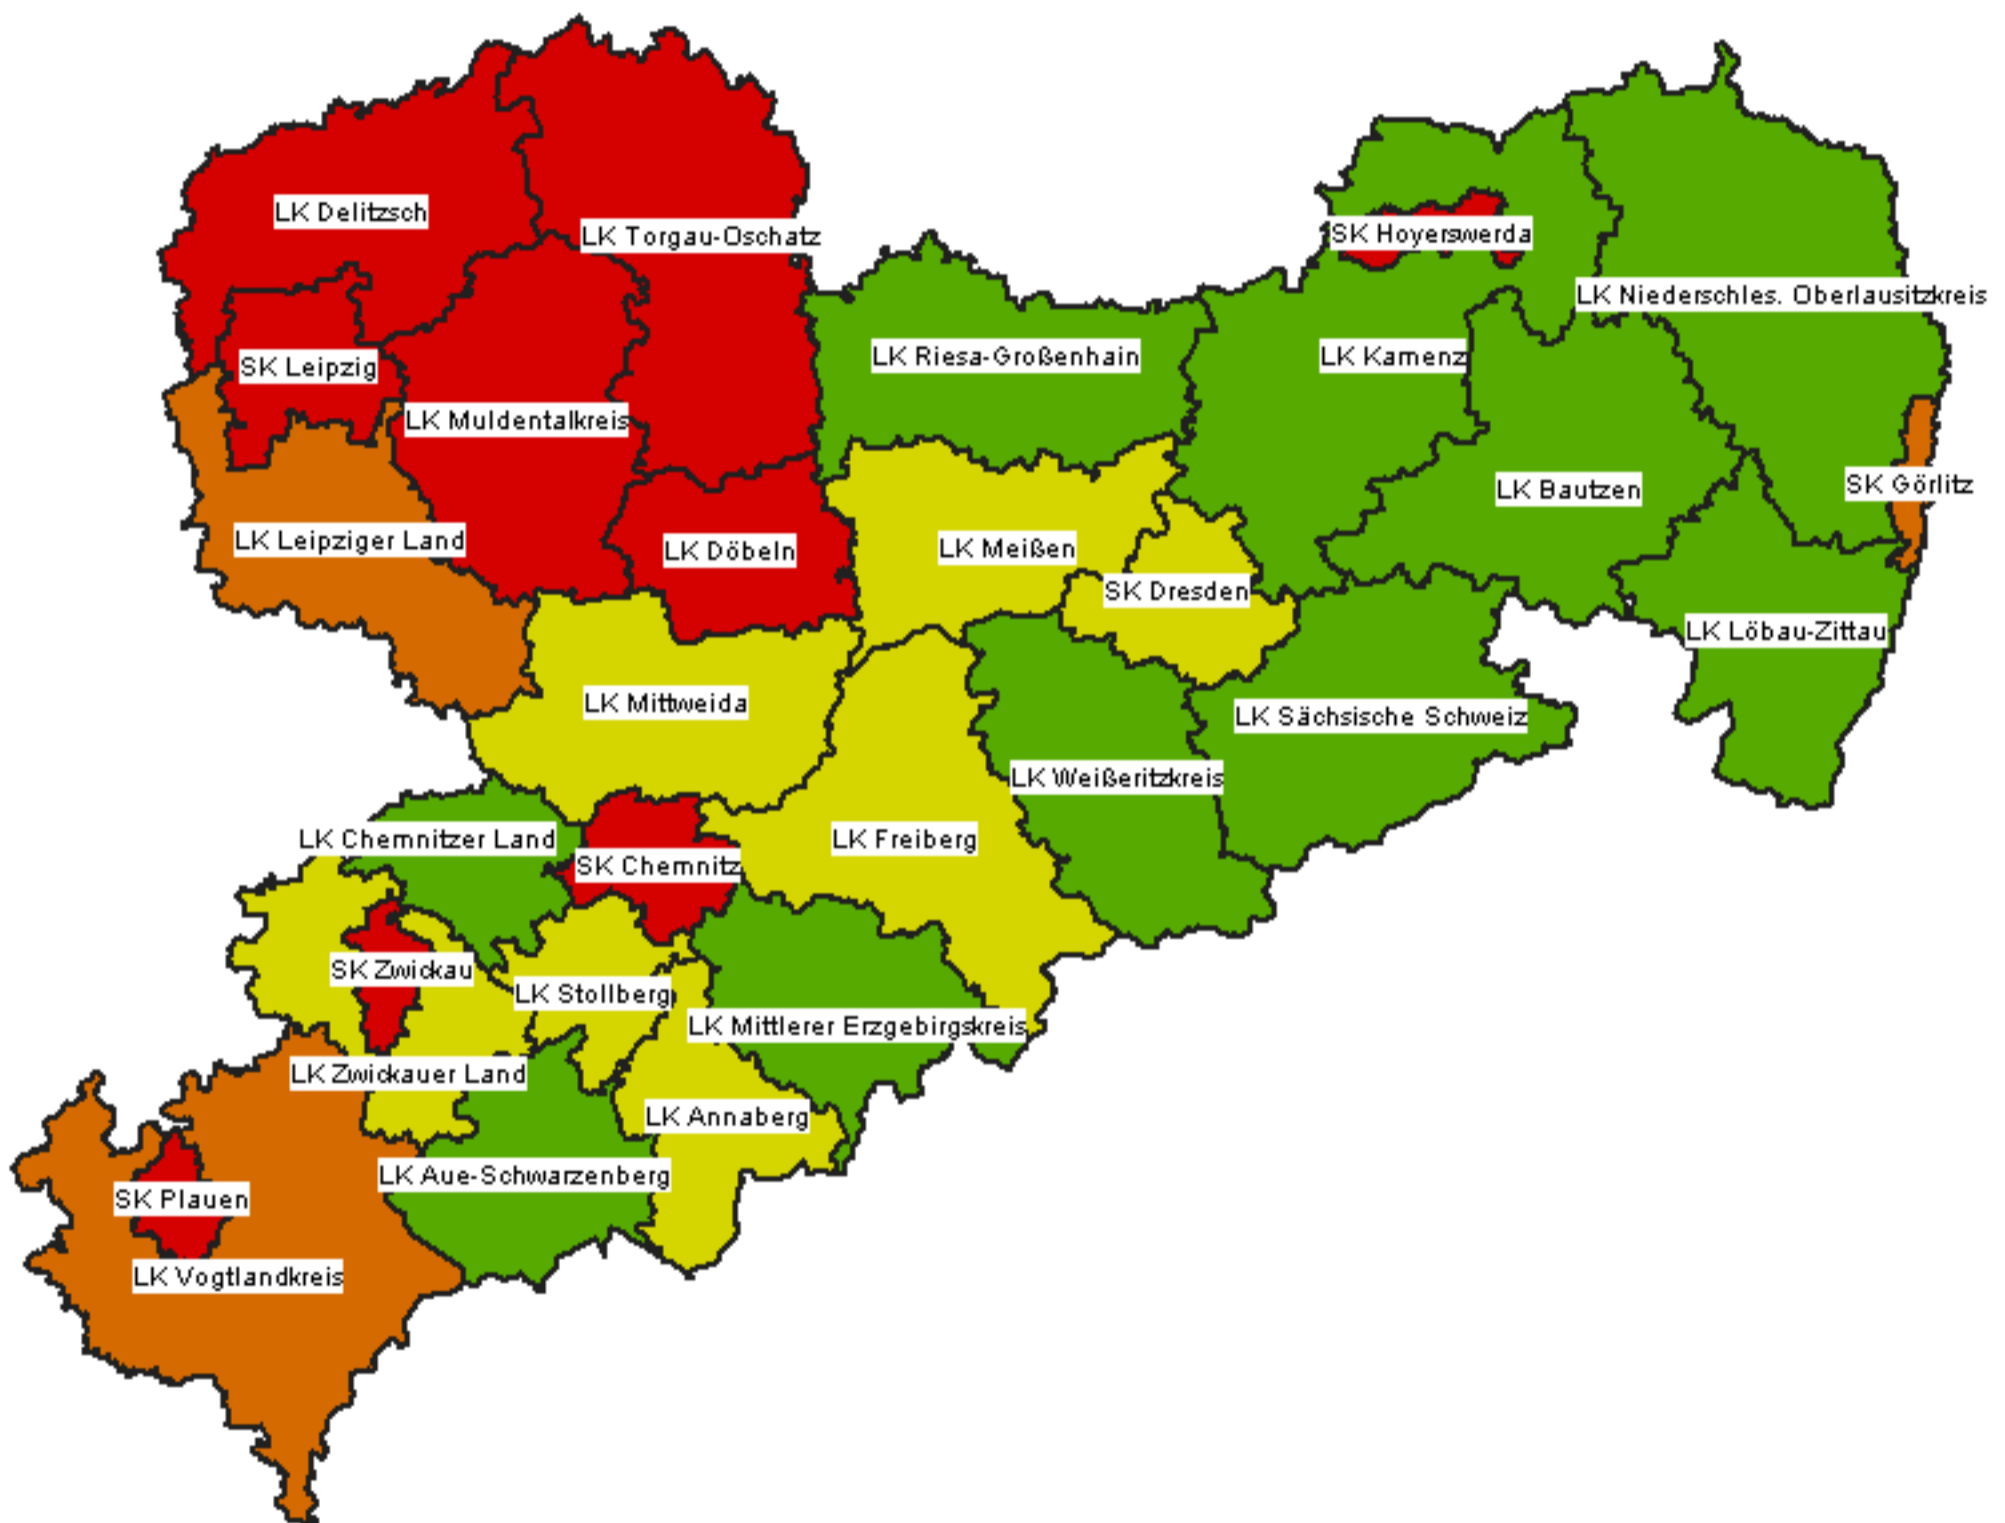 LK Delitzsch
LK Torgau-Oschatz
SK Hoyerswerda
LK Niederschles. Oberlausitzkreis
LK Riesa-Großenhain
LK Kamenz
SK Leipzig
LK Muldentalkreis
SK Görlitz
LK Bautzen
LK Leipziger Land
LK Döbeln
LK Meißen
SK Dresden
LK Löbau-Zittau
LK Mittweida
LK Sächsische Schweiz
LK Weißeritzkreis
LK Chemnitzer Land
LK Freiberg
SK Chemnitz
SK Zwickau
LK Stollberg
LK Mittlerer Erzgebirgskreis
LK Zwickauer Land
LK Annaberg
LK Aue-Schwarzenberg
SK Plauen
LK Vogtlandkreis